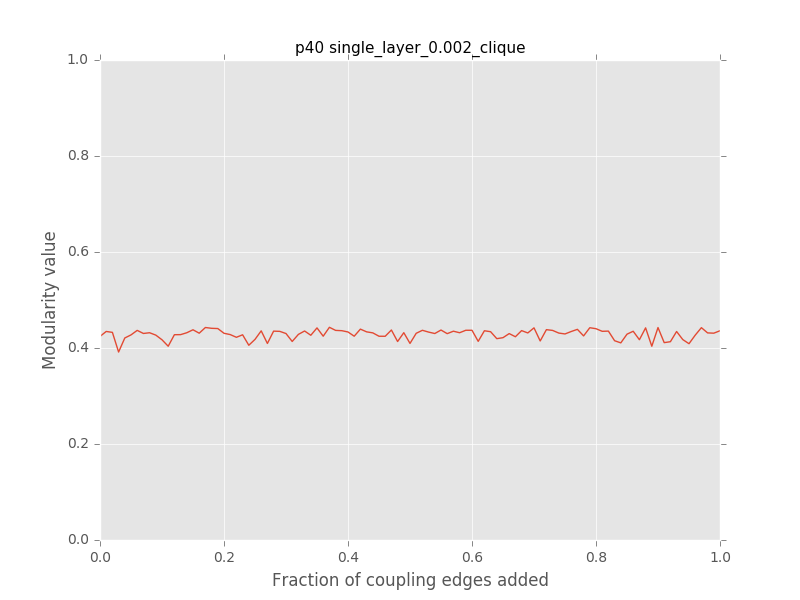 p40 single_layer_0.002_clique
1.0
0.8
0.6
0.4
0.2
0.0
Modularity value
0.0 0.2 0.4 0.6 0.8 1.0
Fraction of coupling edges added